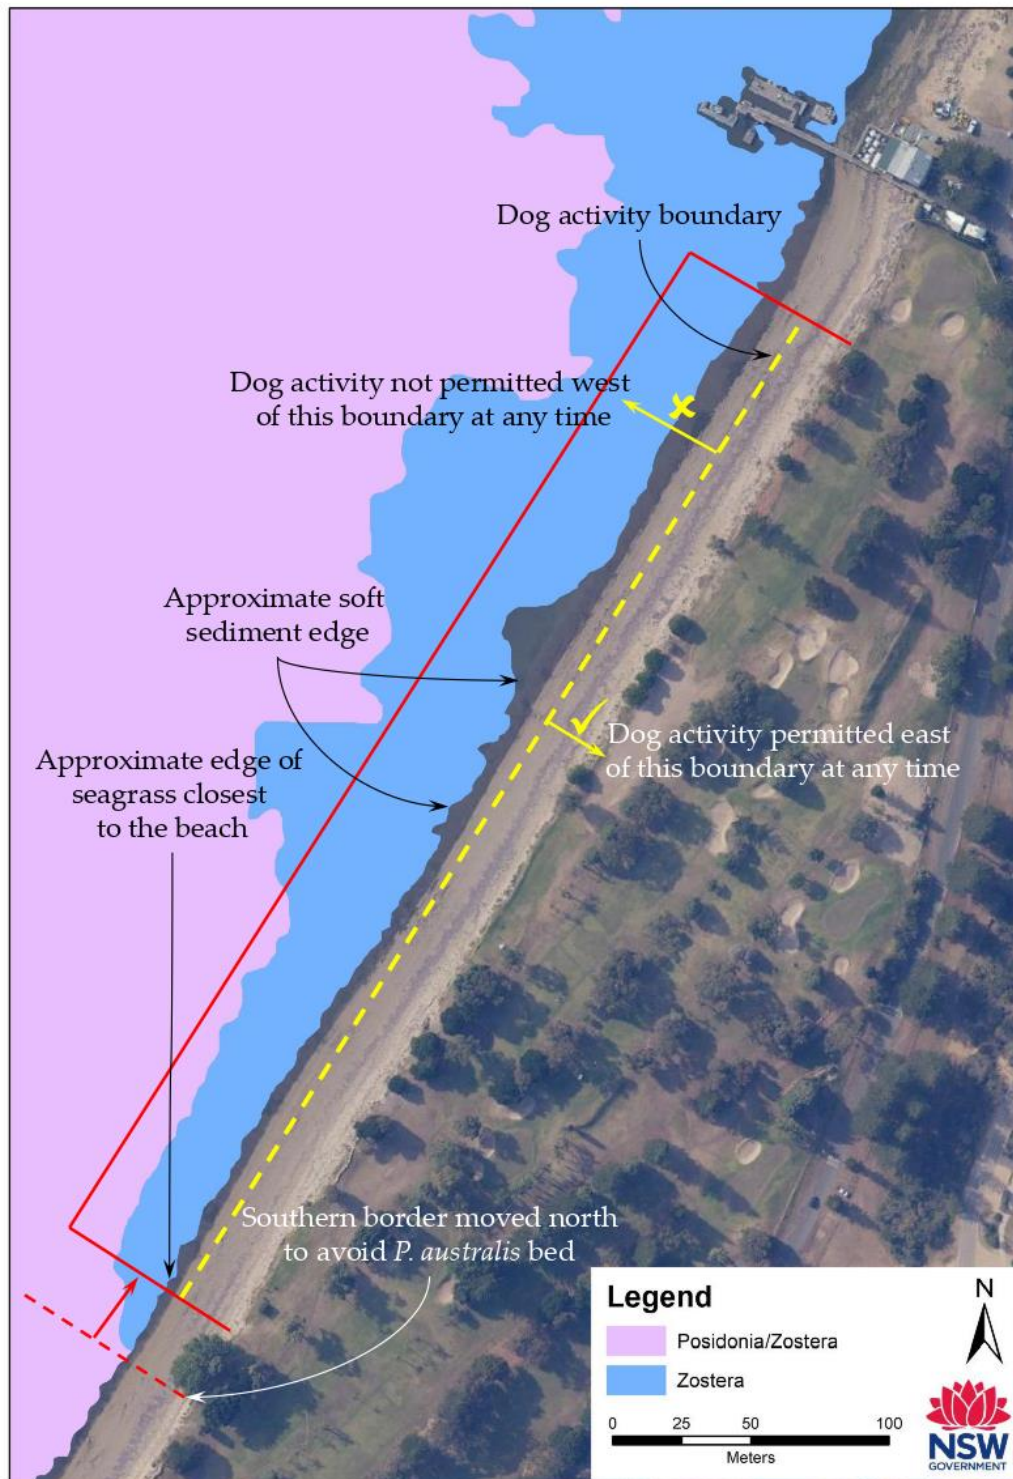 Dog activity boundary
Dog activity not permitted west
of this boundary at any time
Approximate soft
sediment edge
Dog activity permitted east
of this boundary at any time
Approximate edge of
seagrass closest
to the beach
Southern border moved north
to avoid P. australis bed
Legend
Posidonia/Zostera
Zostera
0 25 50 100
Meters
N
NSW
GOVERNMENT